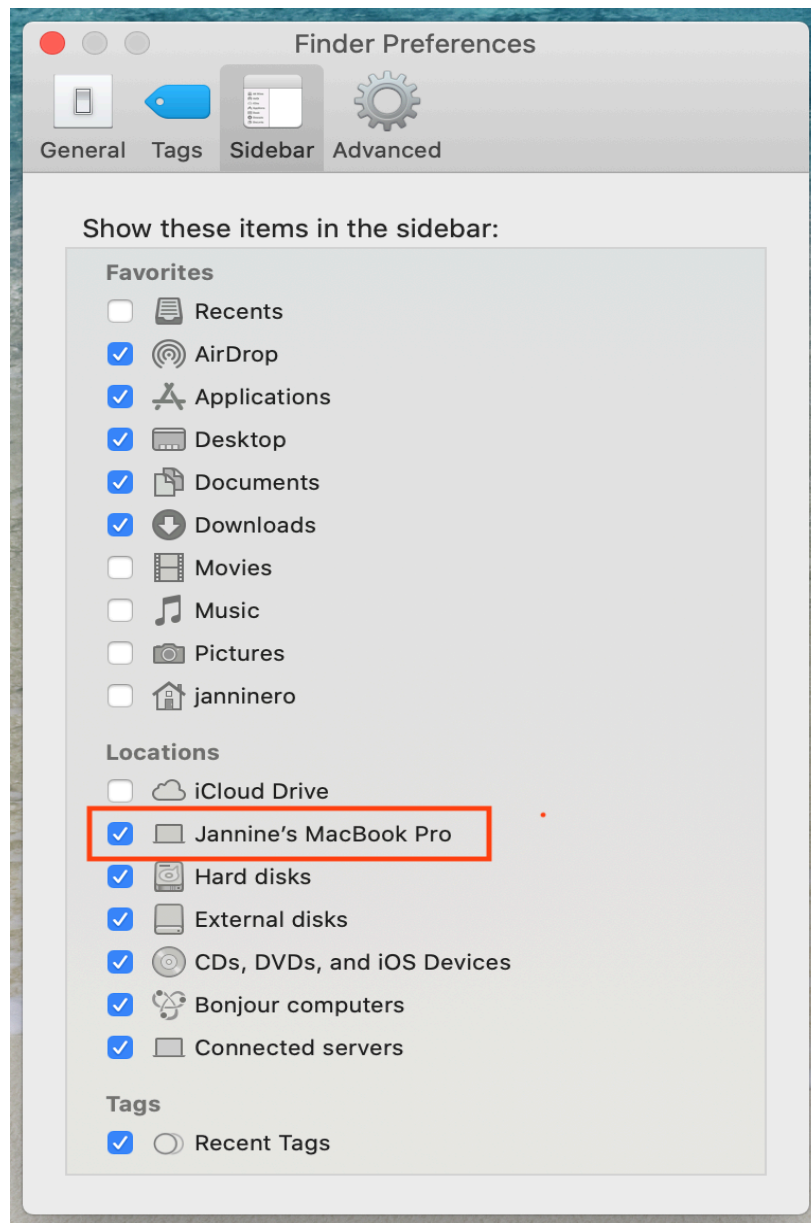 Finder Preferences
General Tags Sidebar Advanced
Show these items in the sidebar:
Favorites
Recents
AirDrop
Applications
Desktop
Documents
Downloads
Movies
Music
Pictures
janninero
Locations
iCloud Drive
Jannine’s MacBook Pro
Hard disks
External disks
CDs, DVDs, and iOS Devices
Bonjour computers
Connected servers
Tags
Recent Tags